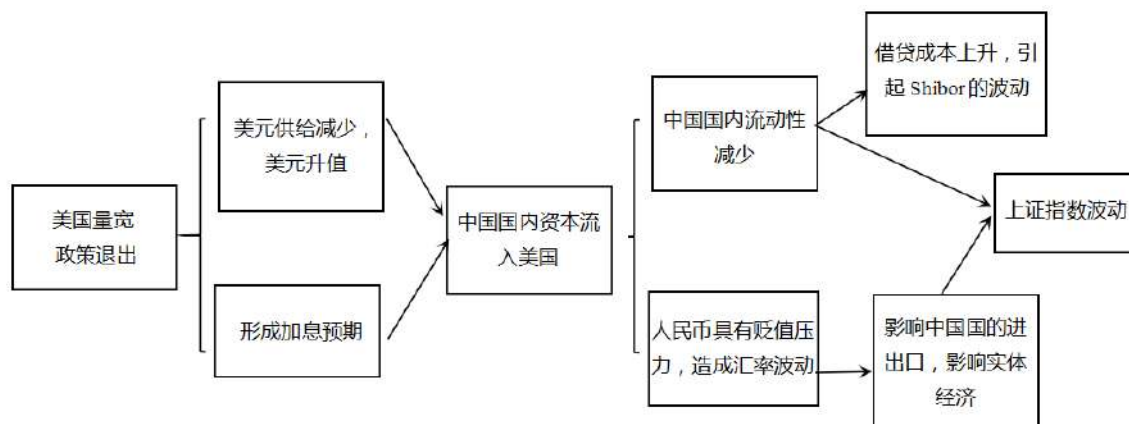 美国量宽
政策退出
美元供给减少，
美元升值
形成加息预期
中国国内资本流
入美国
中国国内流动性
减少
人民币具有贬值压
力，造成汇率波动
借贷成本上升，引
起 Shibor 的波动
上证指数波动
影响中国国的进
出口，影响实体
经济